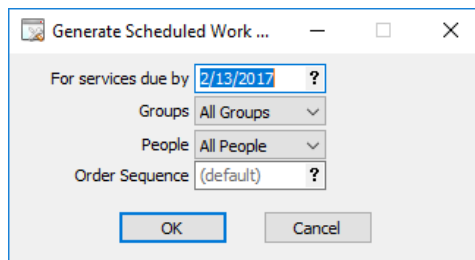 Generate Scheduled Work ...
For services due by 2/13/2017 ?
Groups All Groups
People All People
Order Sequence (default) ?
OK Cancel